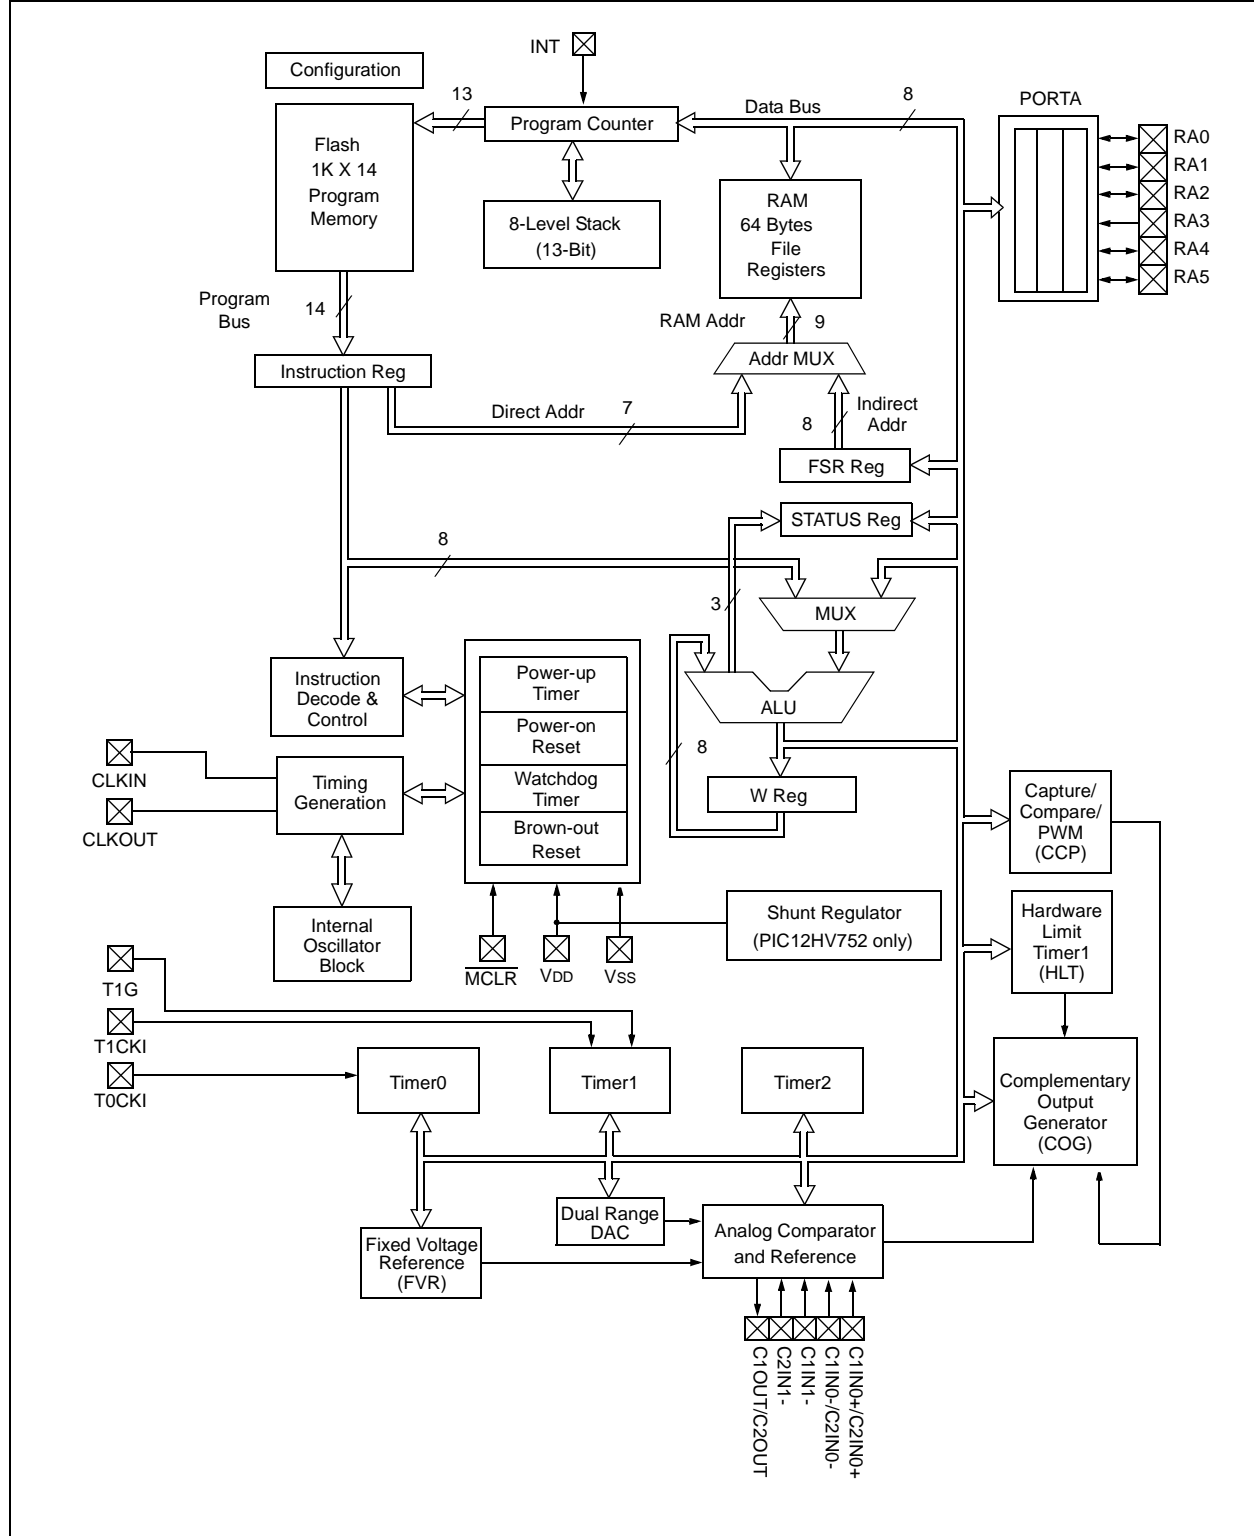 INT
Configuration
13
Data Bus
8
PORTA
Program Counter
Flash
1K X 14
Program
Memory
RA0
RA1
RA2
RA3
RA4
RA5
8-Level Stack
(13-Bit)
RAM
64 Bytes
File
Registers
Program
Bus
14
RAM Addr
9
Addr MUX
Instruction Reg
Direct Addr
7
Indirect
Addr
8
FSR Reg
STATUS Reg
8
3
MUX
Instruction
Decode &
Control
Power-up
Timer
Power-on
Reset
Watchdog
Timer
Brown-out
Reset
ALU
8
W Reg
CLKIN
CLKOUT
Timing
Generation
Capture/
Compare/
PWM
(CCP)
Internal
Oscillator
Block
MCLR
VDD
VSS
Shunt Regulator
(PIC12HV752 only)
Hardware
Limit
Timer1
(HLT)
T1G
T1CKI
T0CKI
Timer0
Timer1
Timer2
Complementary
Output
Generator
(COG)
Dual Range
DAC
Fixed Voltage
Reference
(FVR)
Analog Comparator
and Reference
C1OUT/C2OUT
C2IN1-
C1IN1-
C1IN0-/C2IN0-
C1IN0+/C2IN0+